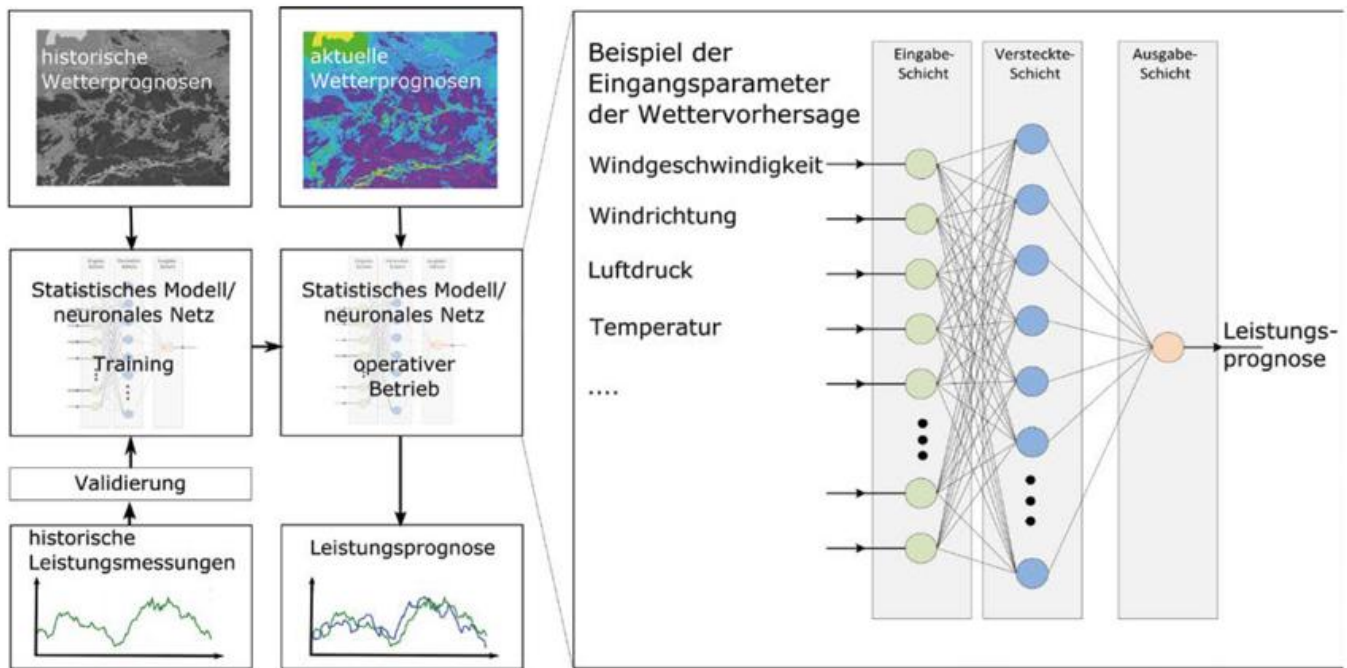 historische
Wetterprognosen
aktuelle
Wetterprognosen
Statistisches Modell/
neuronales Netz
Training
Statistisches Modell/
neuronales Netz
operativer
Betrieb
Validierung
historische
Leistungsmessungen
Leistungsprognose
Beispiel der
Eingangsparameter
der Wettervorhersage
Windgeschwindigkeit
Windrichtung
Luftdruck
Temperatur
....
Eingabe-
Schicht
Versteckte-
Schicht
Ausgabe-
Schicht
Leistungs-
prognose